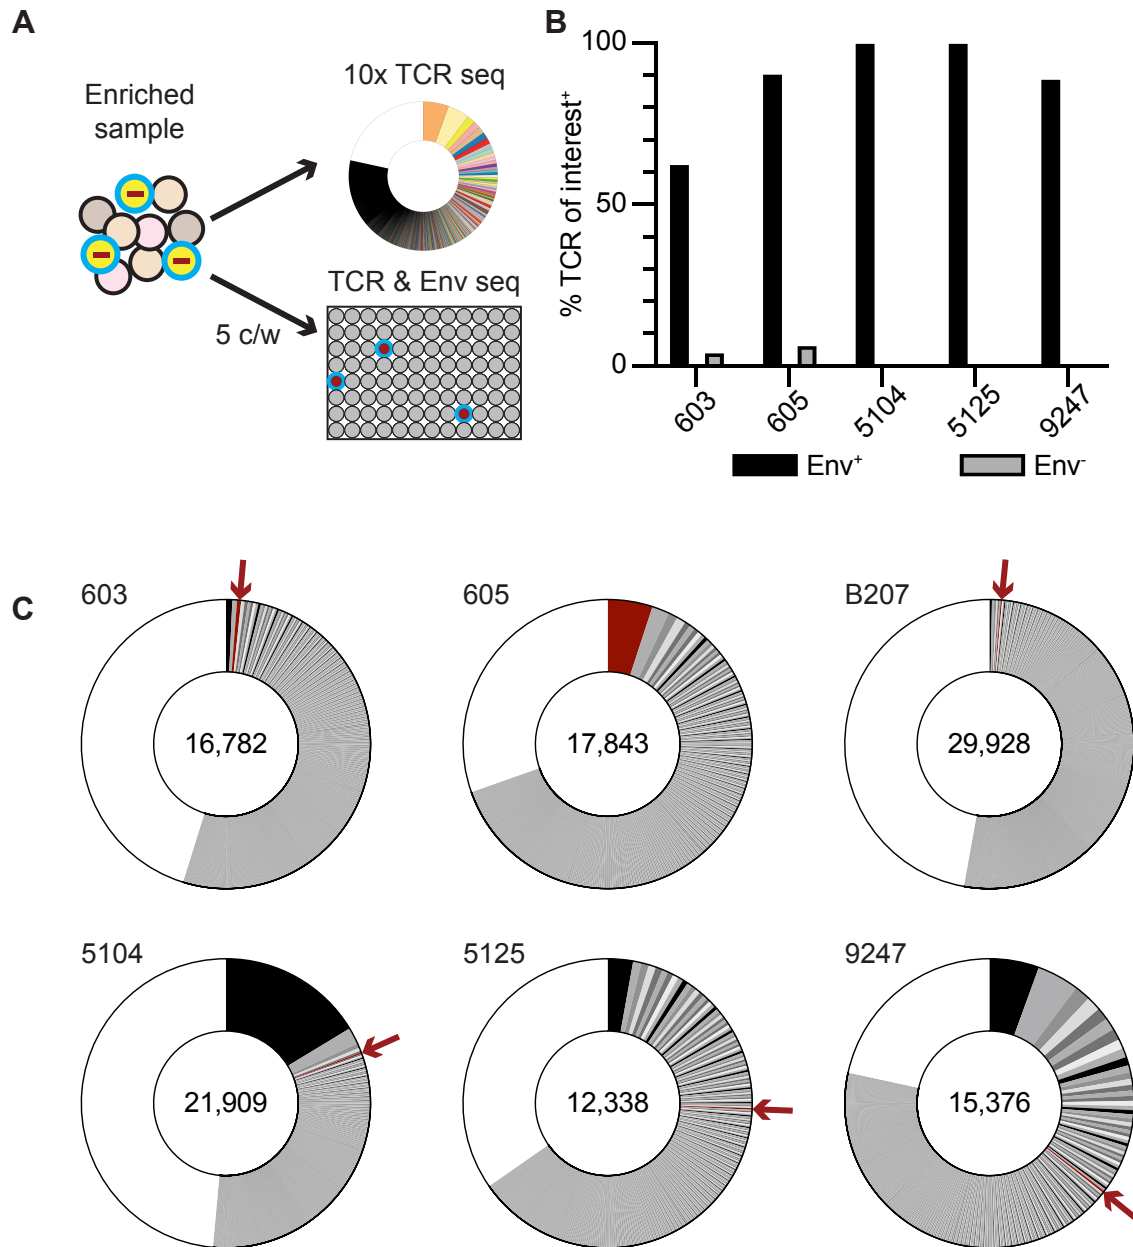 A
Enriched
sample
10x TCR seq
TCR & Env seq
5 c/w
B
% TCR of interest⁺
100
50
0
603
605
5104
5125
9247
Env⁺
Env⁻
C
603
16,782
605
17,843
B207
29,928
5104
21,909
5125
12,338
9247
15,376